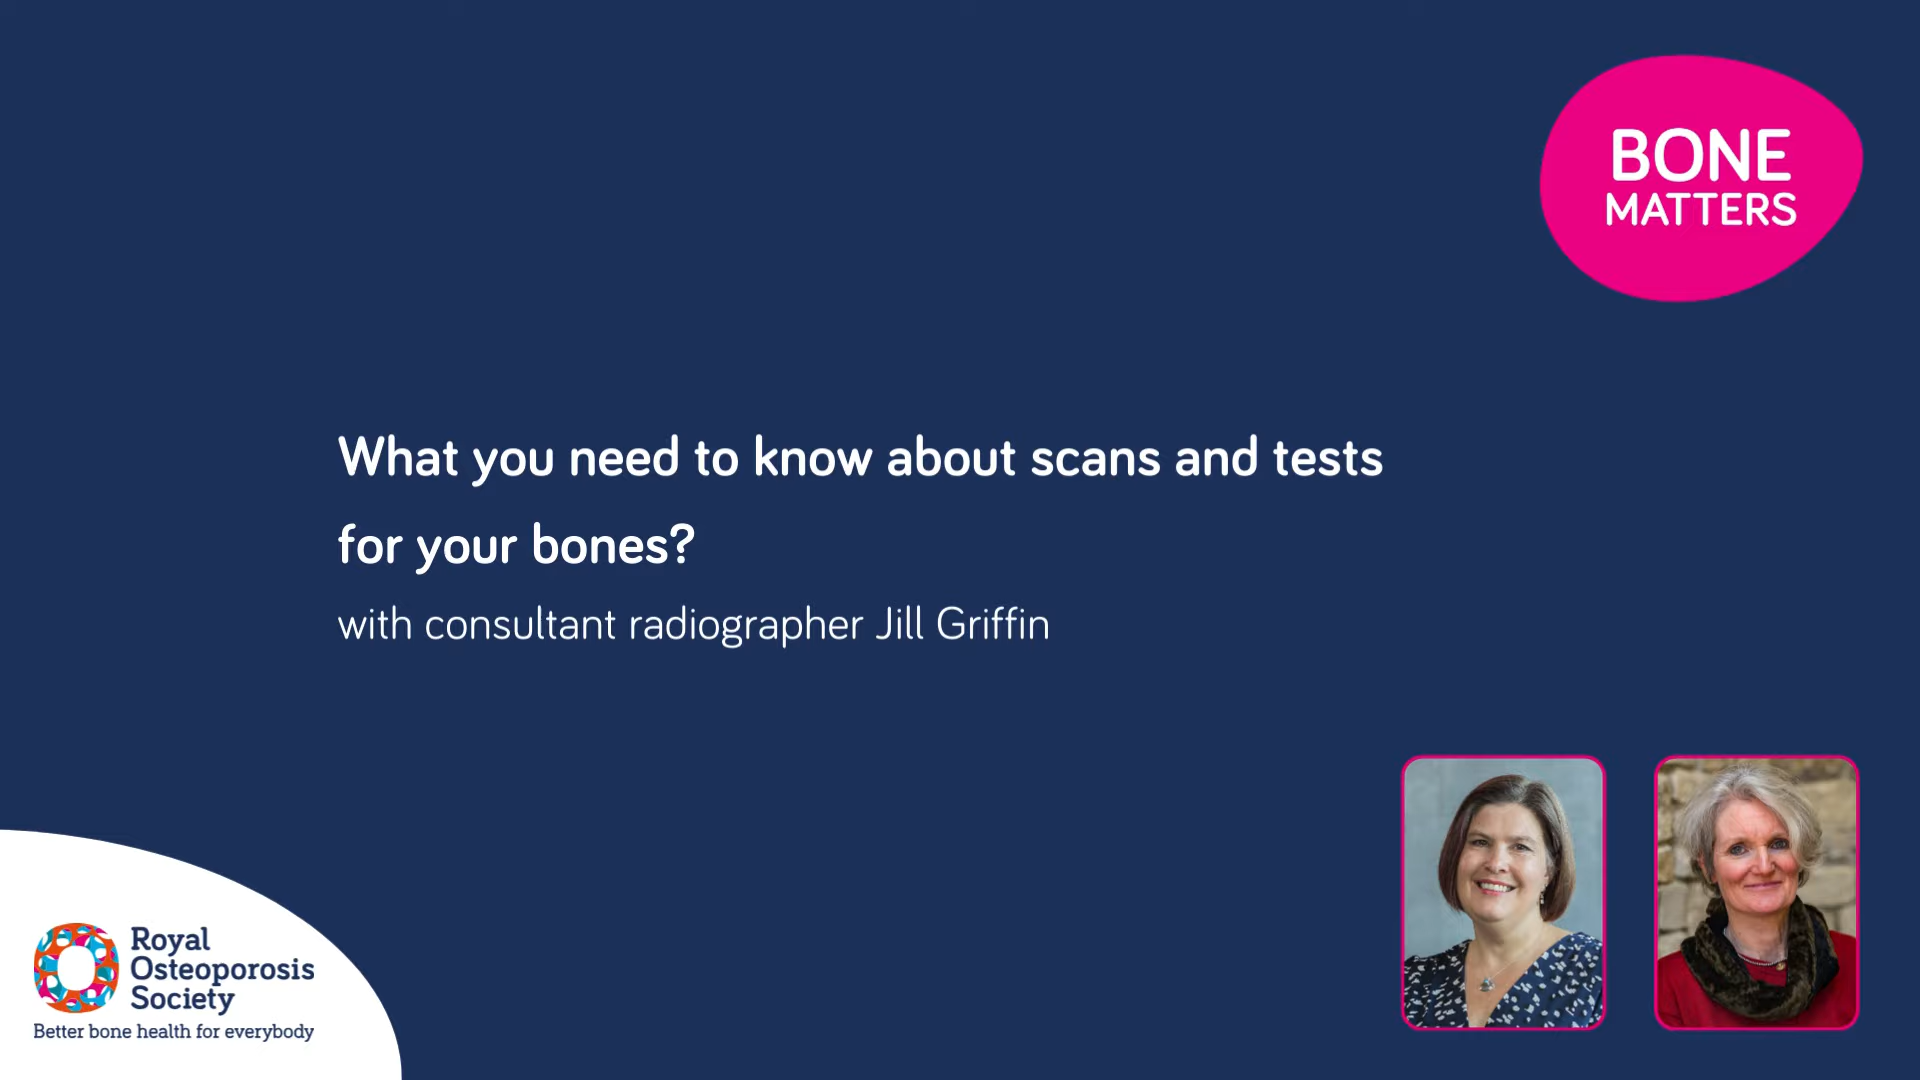 BONE
MATTERS
What you need to know about scans and tests
for your bones?
with consultant radiographer Jill Griffin
Royal
Osteoporosis
Society
Better bone health for everybody